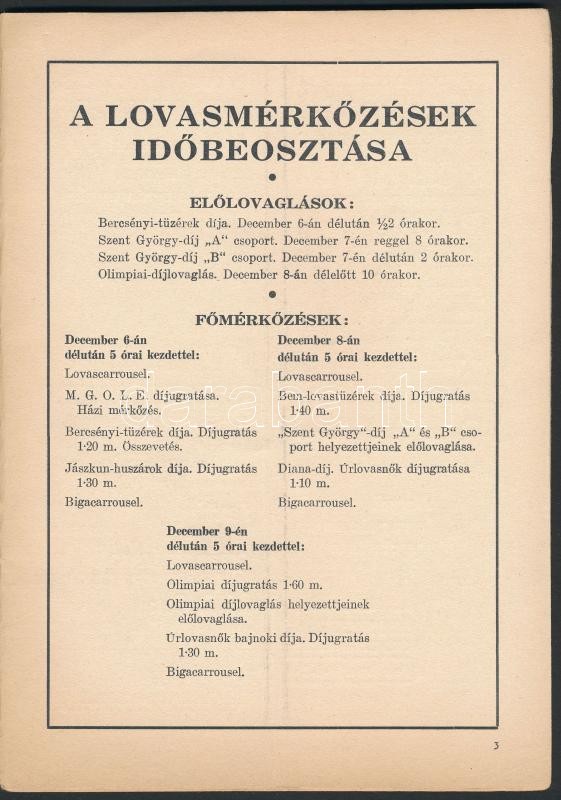 A LOVASMÉRKŐZÉSEK
IDŐBEOSZTÁSA
ELŐLOVAGLÁSOK:
Bercsényi-tüzérek díja. December 6-án délután ½2 órakor.
Szent György-díj „A" csoport. December 7-én reggel 8 órakor.
Szent György-díj „B" csoport. December 7-én délután 2 órakor.
Olimpiai-díjlovaglás. December 8-án délelőtt 10 órakor.
FŐMÉRKŐZÉSEK:
December 6-án
délután 5 órai kezdettel:
Lovascarrousel.
M. G. O. L. E. díjugratása.
Házi mérkőzés.
Bercsényi-tüzérek díja. Díjugratás
1·20 m. Összevetés.
Jászkun-huszárok díja. Díjugratás
1·30 m.
Bigacarrousel.
December 8-án
délután 5 órai kezdettel:
Lovascarrousel.
Bem-lovastüzérek díja. Díjugratás
1·40 m.
„Szent György"-díj „A" és „B" cso-
port helyezettjeinek előlovaglása.
Diana-díj. Úrlovasnők díjugratása
1·10 m.
Bigacarrousel.
December 9-én
délután 5 órai kezdettel:
Lovascarrousel.
Olimpiai díjugratás 1·60 m.
Olimpiai díjlovaglás helyezettjeinek
előlovaglása.
Úrlovasnők bajnoki díja. Díjugratás
1·30 m.
Bigacarrousel.
3
darabanth